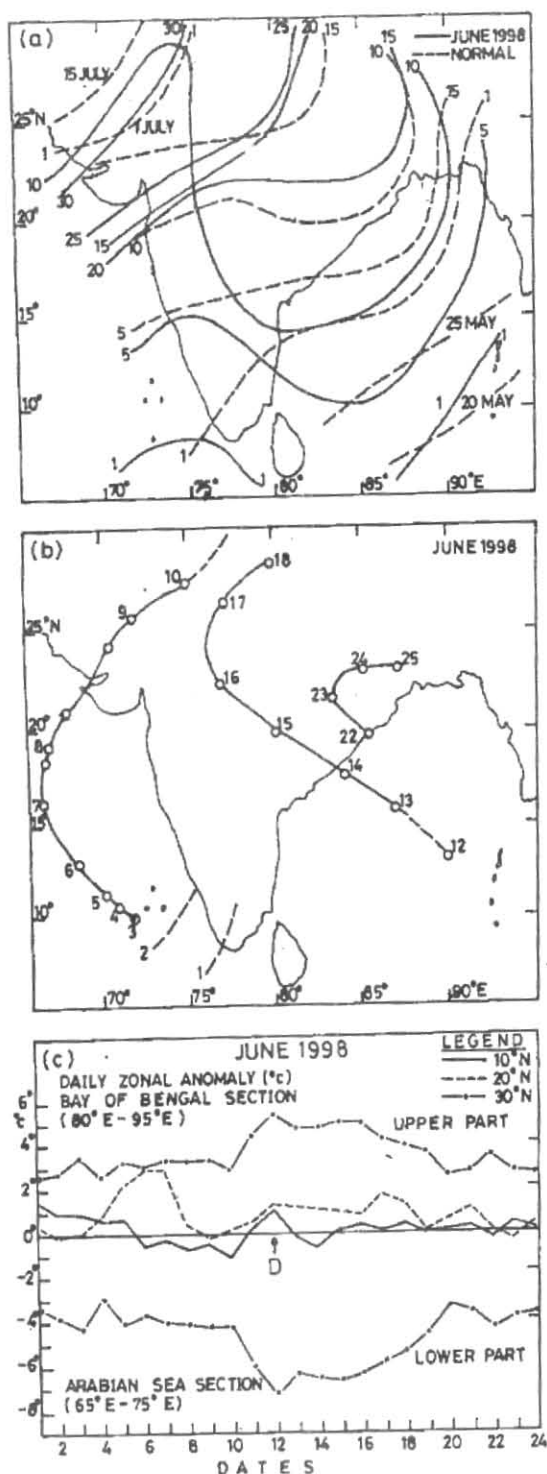 (a)
JUNE 1998
NORMAL
30
25
20
15
15
10
10
15
1
5
15 JULY
25°N
1 JULY
1
10
30
20°
25
15
10
20
15°
5
5
25 MAY
10°
1
1
20 MAY
1
1
1
70°
75°
80°
85°
90°E
(b)
JUNE 1998
10
18
9
17
25°N
24
25
16
23
20°
15
22
8
14
7
13
15°
12
6
5
4
10°
3
2
1
70°
75°
80°
85°
90°E
(c)
JUNE 1998
LEGEND
DAILY ZONAL ANOMALY (°C)
10°N
BAY OF BENGAL SECTION
20°N
(80°E-95°E)
30°N
6°
°C
UPPER PART
4°
2°
0°
D
-2°
-4°
LOWER PART
-6°
ARABIAN SEA SECTION
(65°E-75°E)
-8°
2 4 6 8 10 12 14 16 18 20 22 24
DATES